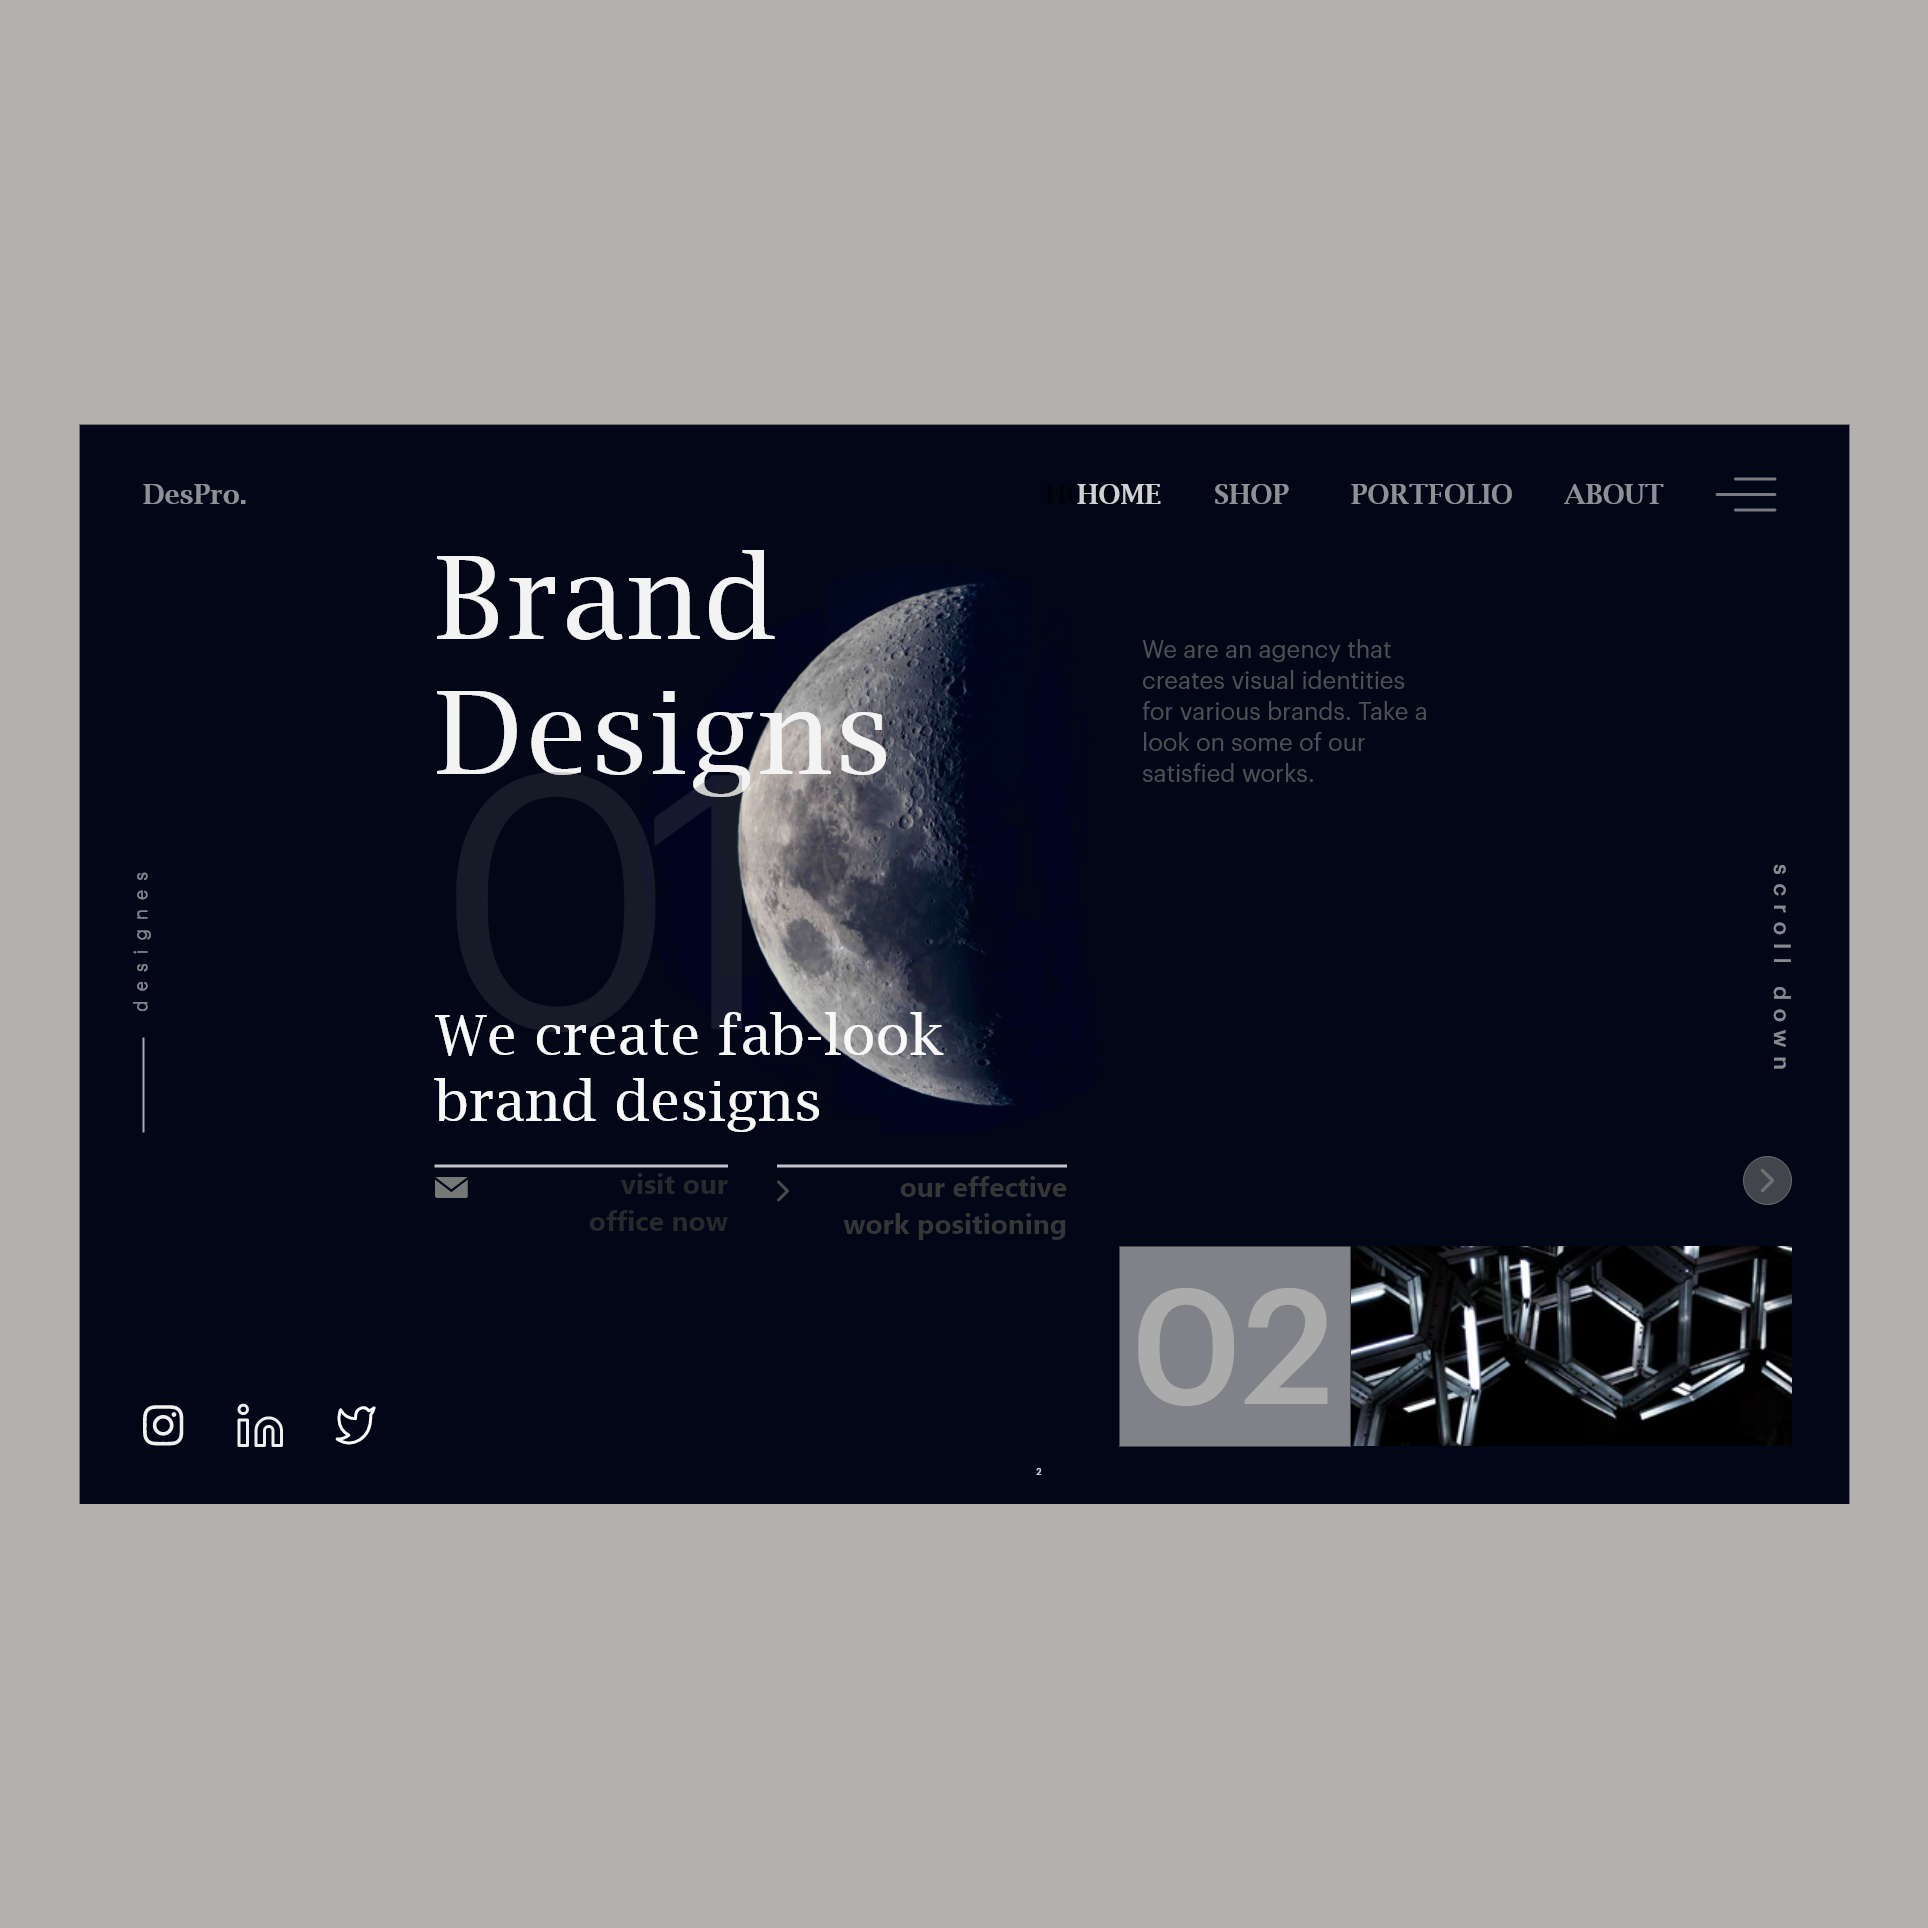 DesPro.
HOME SHOP PORTFOLIO ABOUT
Brand
Designs
We are an agency that
creates visual identities
for various brands. Take a
look on some of our
satisfied works.
01
designes
scroll down
We create fab-look
brand designs
visit our
office now
our effective
work positioning
02
in
2